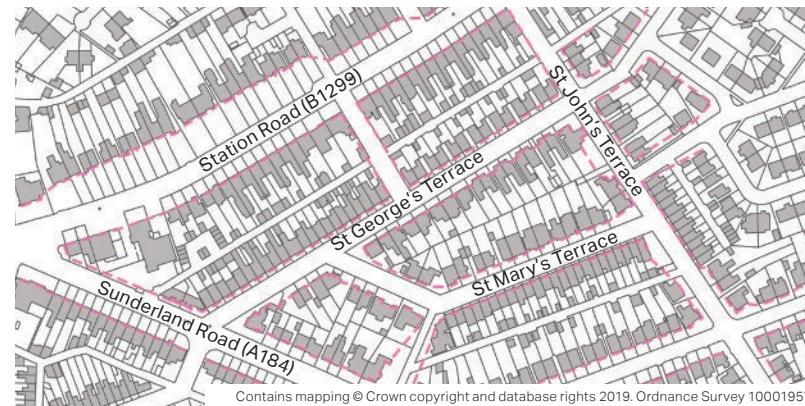 Station Road (B1299)
St John's Terrace
St George's Terrace
St Mary's Terrace
Sunderland Road (A184)
Contains mapping © Crown copyright and database rights 2019. Ordnance Survey 1000195